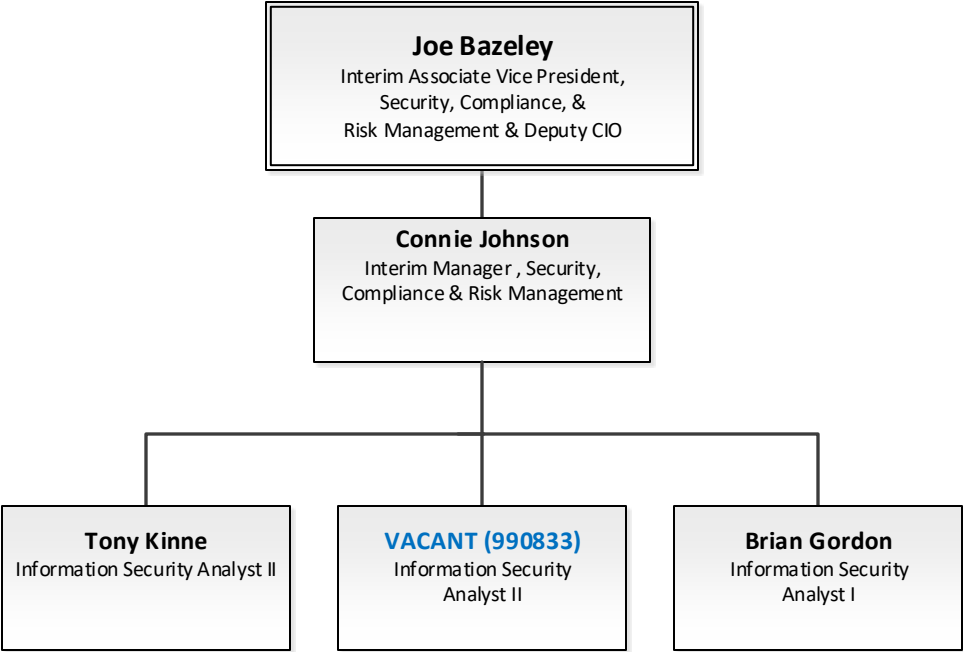 Joe Bazeley
Interim Associate Vice President,
Security, Compliance, &
Risk Management & Deputy CIO
Connie Johnson
Interim Manager , Security,
Compliance & Risk Management
Tony Kinne
Information Security Analyst II
VACANT (990833)
Information Security
Analyst II
Brian Gordon
Information Security
Analyst I